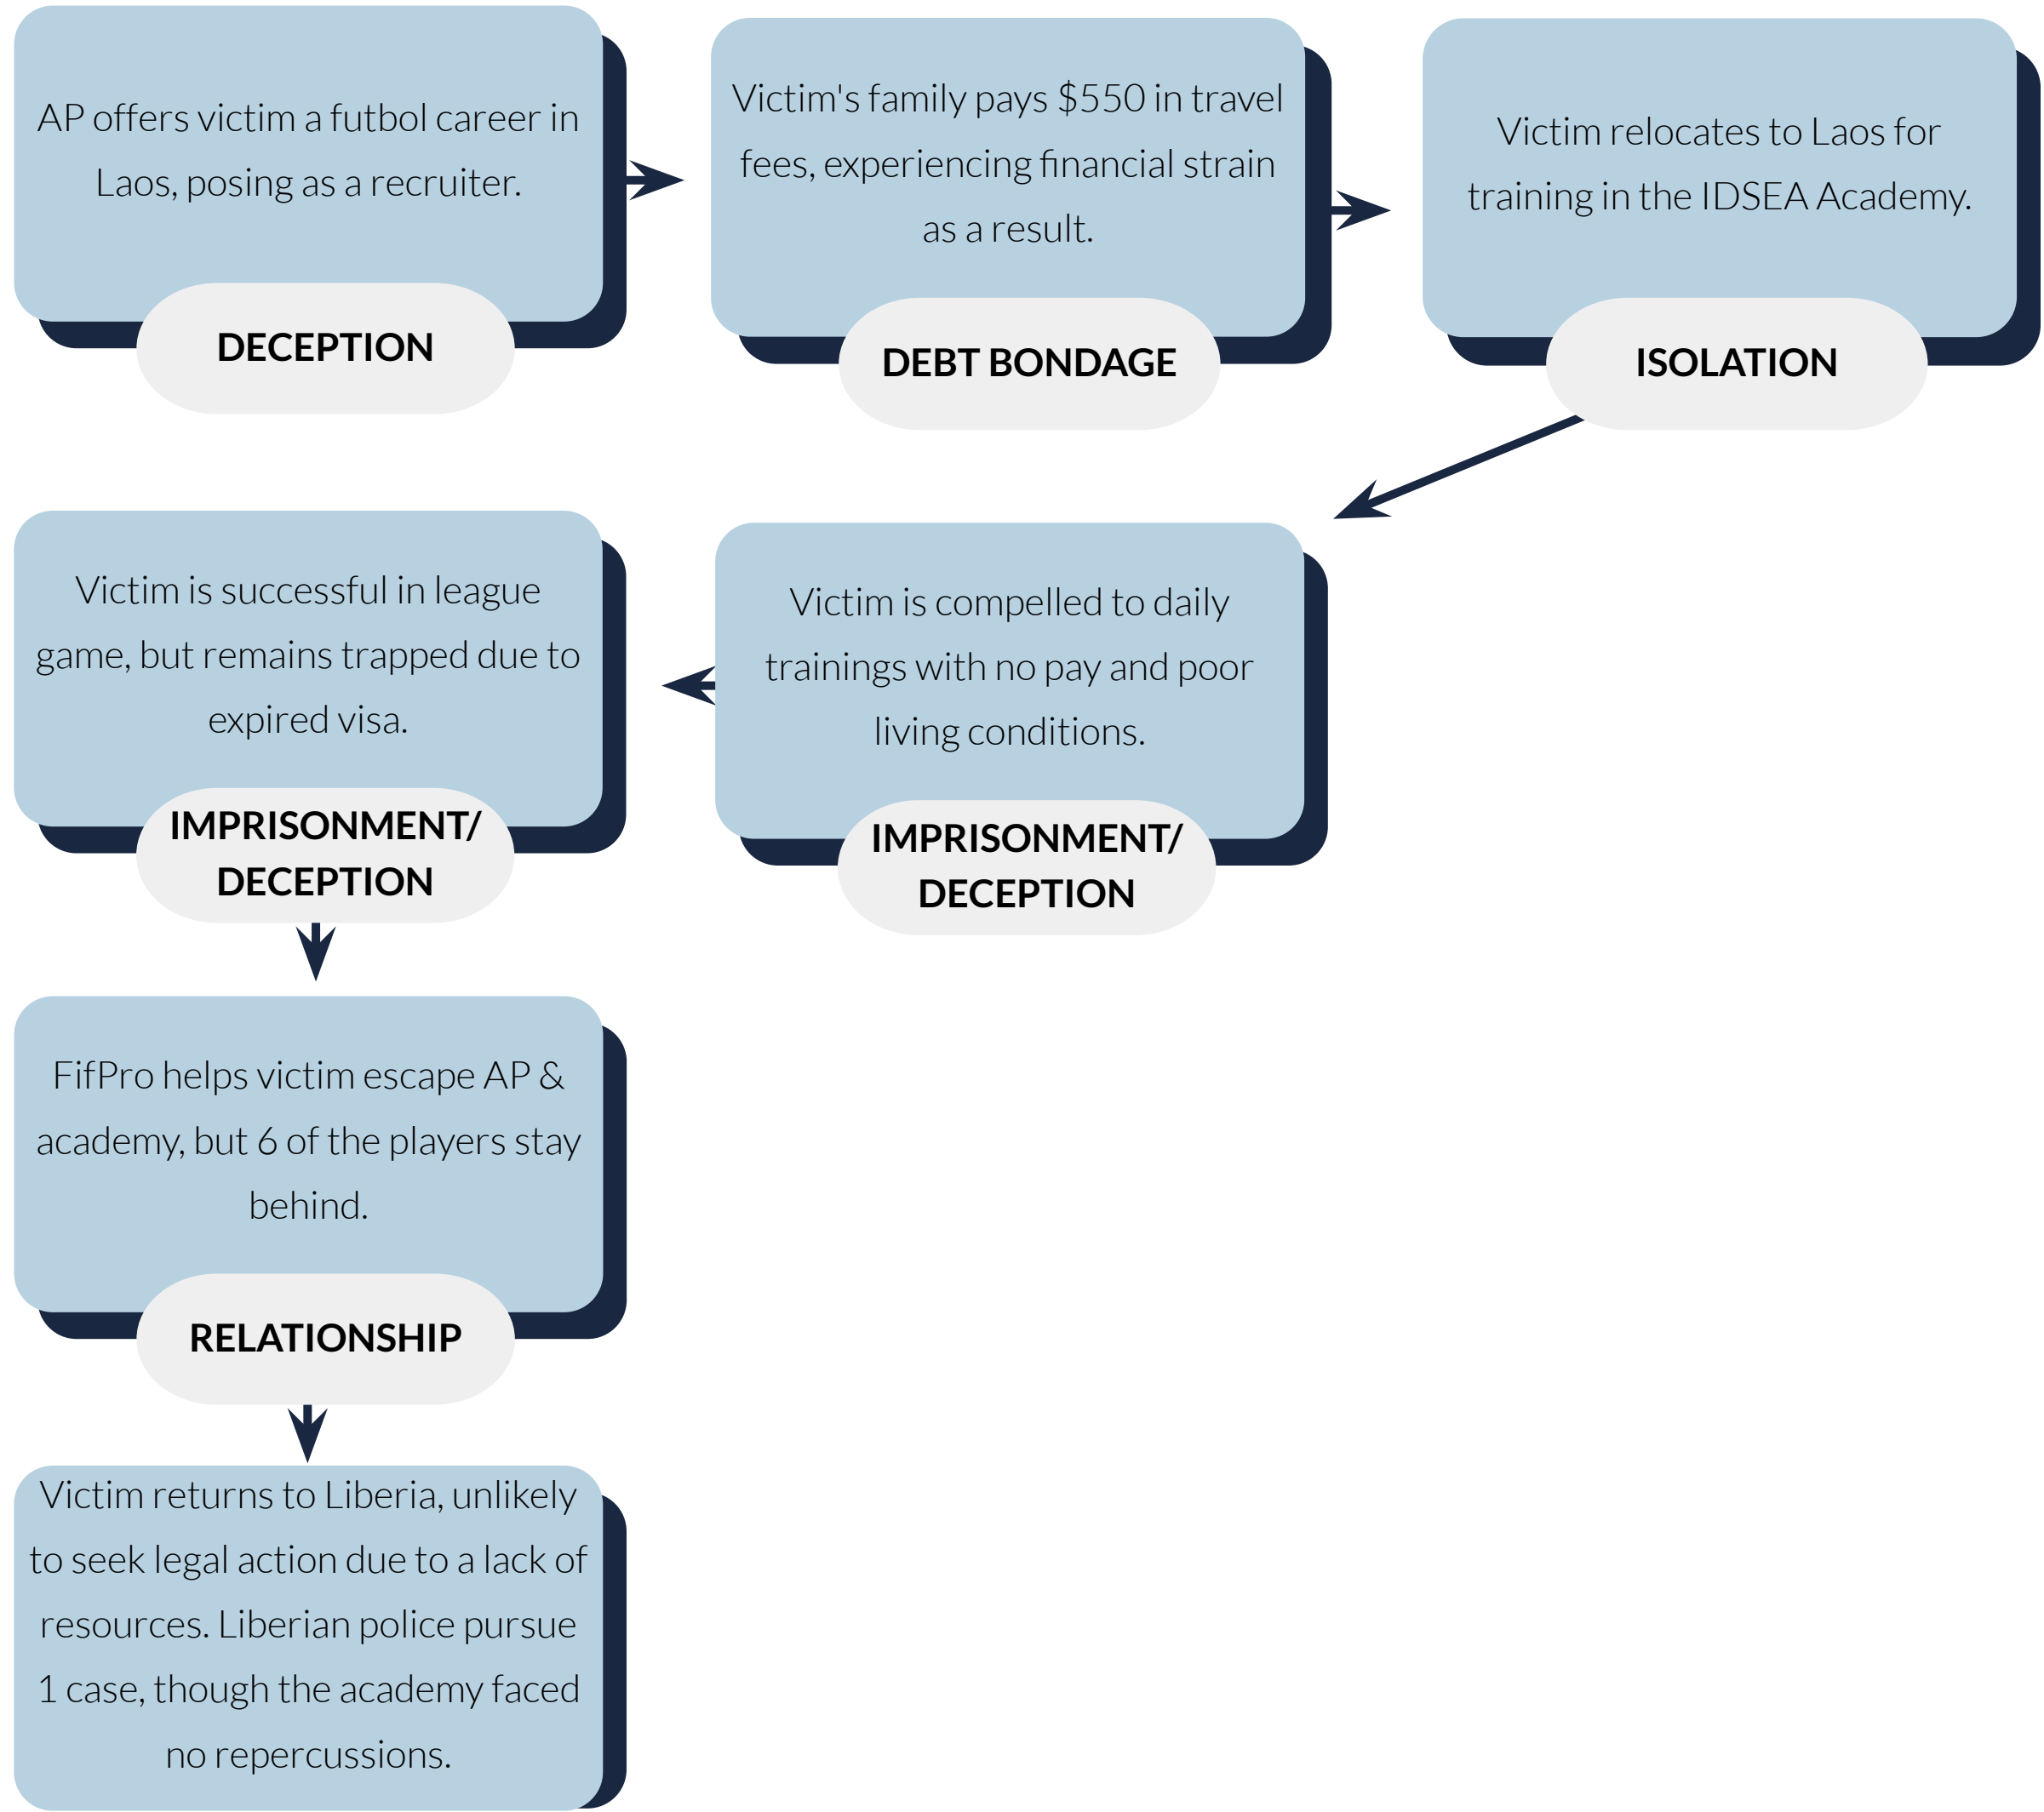 AP offers victim a futbol career in
Laos, posing as a recruiter.
DECEPTION
Victim's family pays $550 in travel
fees, experiencing financial strain
as a result.
DEBT BONDAGE
Victim relocates to Laos for
training in the IDSEA Academy.
ISOLATION
Victim is compelled to daily
trainings with no pay and poor
living conditions.
IMPRISONMENT/
DECEPTION
Victim is successful in league
game, but remains trapped due to
expired visa.
IMPRISONMENT/
DECEPTION
FifPro helps victim escape AP &
academy, but 6 of the players stay
behind.
RELATIONSHIP
Victim returns to Liberia, unlikely
to seek legal action due to a lack of
resources. Liberian police pursue
1 case, though the academy faced
no repercussions.